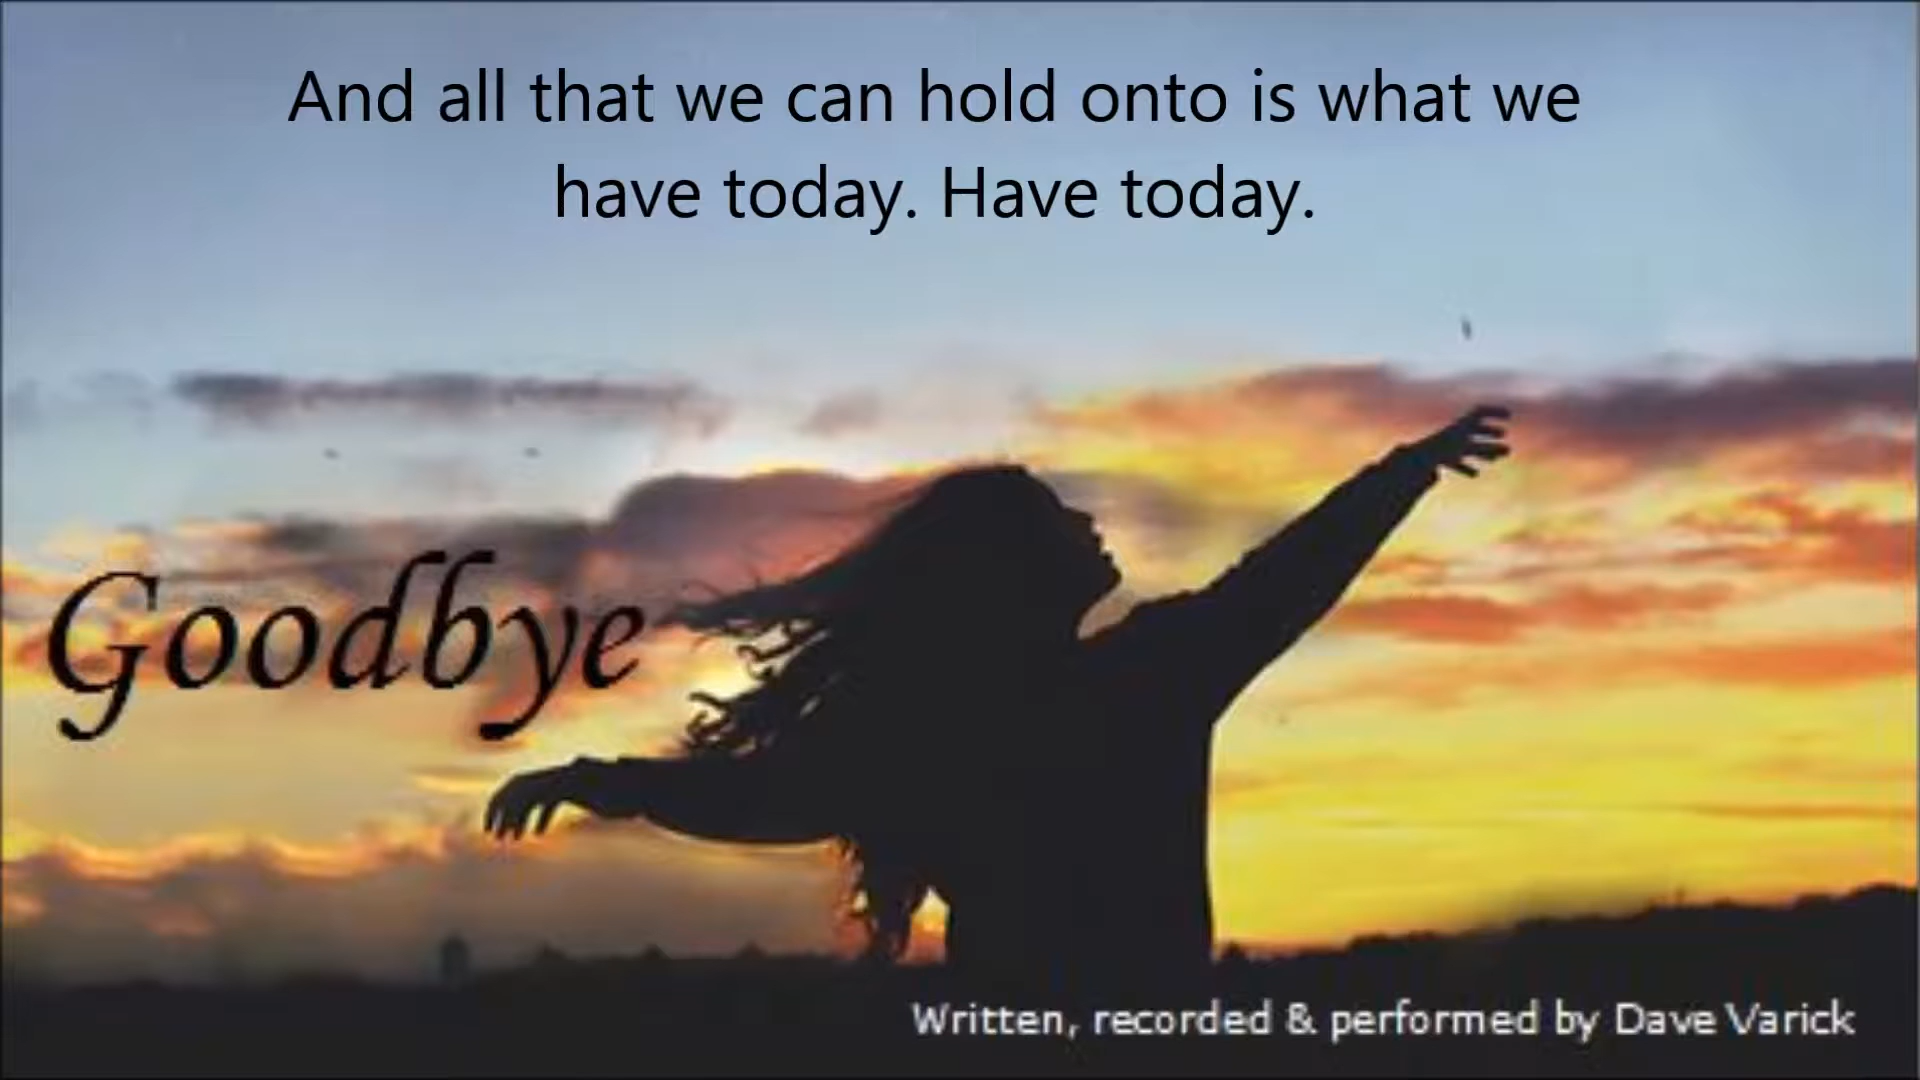 And all that we can hold onto is what we
have today. Have today.
Goodbye
Written, recorded & performed by Dave Varick